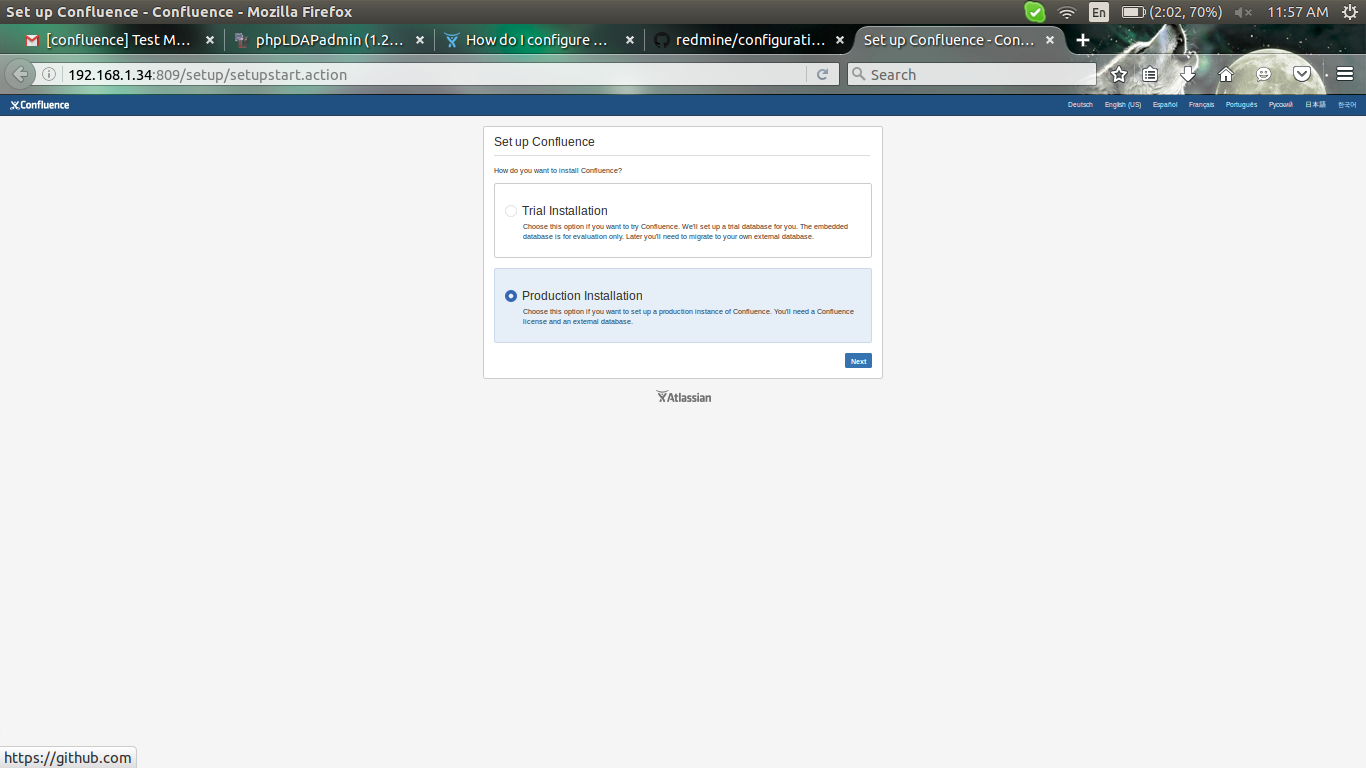 Set up Confluence - Confluence - Mozilla Firefox
En
(2:02, 70%)
11:57 AM
[confluence] Test M...
phpLDAPadmin (1.2...
How do I configure ...
redmine/configurati...
Set up Confluence - Con...
192.168.1.34:809/setup/setupstart.action
Search
Confluence
Deutsch English (US) Español Français Português Русский 日本語 한국어
Set up Confluence
How do you want to install Confluence?
Trial Installation
Choose this option if you want to try Confluence. We'll set up a trial database for you. The embedded
database is for evaluation only. Later you'll need to migrate to your own external database.
Production Installation
Choose this option if you want to set up a production instance of Confluence. You'll need a Confluence
license and an external database.
Next
Atlassian
https://github.com